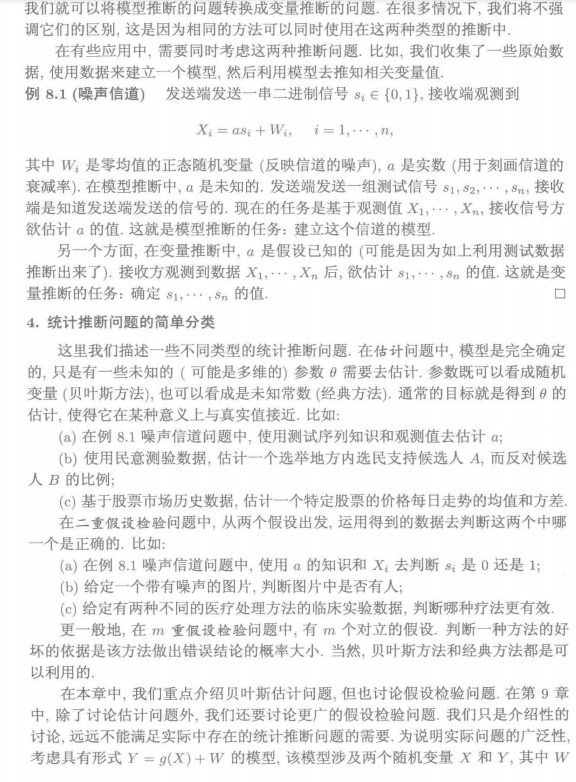 我们就可以将模型推断的问题转换成变量推断的问题. 在很多情况下, 我们将不强
调它们的区别, 这是因为相同的方法可以同时使用在这两种类型的推断中.
在有些应用中, 需要同时考虑这两种推断问题. 比如, 我们收集了一些原始数
据, 使用数据来建立一个模型, 然后利用模型去推知相关变量值.
例 8.1 (噪声信道) 发送端发送一串二进制信号 s_i ∈ {0,1}, 接收端观测到
X_i = as_i + W_i, i = 1,⋯,n,
其中 W_i 是零均值的正态随机变量 (反映信道的噪声), a 是实数 (用于刻画信道的
衰减率). 在模型推断中, a 是未知的. 发送端发送一组测试信号 s_1, s_2,⋯,s_n, 接收
端是知道发送端发送的信号的. 现在的任务是基于观测值 X_1,⋯,X_n, 接收信号方
欲估计 a 的值. 这就是模型推断的任务: 建立这个信道的模型.
另一个方面, 在变量推断中, a 是假设已知的 (可能是因为如上利用测试数据
推断出来了). 接收方观测到数据 X_1,⋯,X_n 后, 欲估计 s_1,⋯,s_n 的值. 这就是变
量推断的任务: 确定 s_1,⋯,s_n 的值. □
4. 统计推断问题的简单分类
这里我们描述一些不同类型的统计推断问题. 在估计问题中, 模型是完全确定
的, 只是有一些未知的 ( 可能是多维的) 参数 θ 需要去估计. 参数既可以看成随机
变量 (贝叶斯方法), 也可以看成是未知常数 (经典方法). 通常的目标就是得到 θ 的
估计, 使得它在某种意义上与真实值接近. 比如:
(a) 在例 8.1 噪声信道问题中, 使用测试序列知识和观测值去估计 a;
(b) 使用民意测验数据, 估计一个选举地方内选民支持候选人 A, 而反对候选
人 B 的比例;
(c) 基于股票市场历史数据, 估计一个特定股票的价格每日走势的均值和方差.
在二重假设检验问题中, 从两个假设出发, 运用得到的数据去判断这两个中哪
一个是正确的. 比如:
(a) 在例 8.1 噪声信道问题中, 使用 a 的知识和 X_i 去判断 s_i 是 0 还是 1;
(b) 给定一个带有噪声的图片, 判断图片中是否有人;
(c) 给定有两种不同的医疗处理方法的临床实验数据, 判断哪种疗法更有效.
更一般地, 在 m 重假设检验问题中, 有 m 个对立的假设. 判断一种方法的好
坏的依据是该方法做出错误结论的概率大小. 当然, 贝叶斯方法和经典方法都是可
以利用的.
在本章中, 我们重点介绍贝叶斯估计问题, 但也讨论假设检验问题. 在第 9 章
中, 除了讨论估计问题外, 我们还要讨论更广的假设检验问题. 我们只是介绍性的
讨论, 远远不能满足实际中存在的统计推断问题的需要. 为说明实际问题的广泛性,
考虑具有形式 Y = g(X) + W 的模型, 该模型涉及两个随机变量 X 和 Y, 其中 W